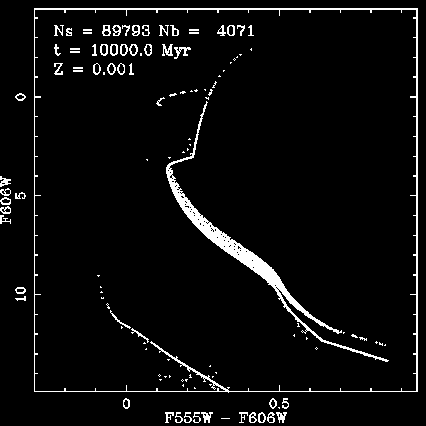 Ns = 89793 Nb =  4071
t = 10000.0 Myr
Z = 0.001
0
5
10
F606W
0
0.5
F555W - F606W